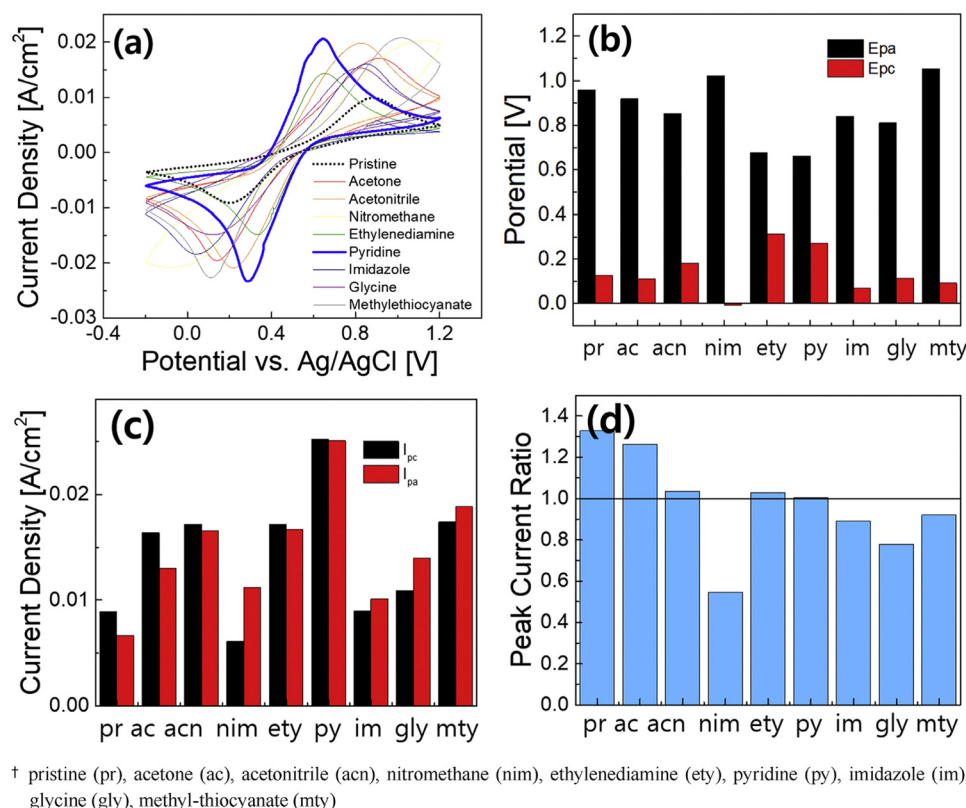 (a)
Current Density [A/cm²]
0.02
0.01
0.00
-0.01
-0.02
-0.03
-0.4 0.0 0.4 0.8 1.2
Potential vs. Ag/AgCl [V]
Pristine
Acetone
Acetonitrile
Nitromethane
Ethylenediamine
Pyridine
Imidazole
Glycine
Methylethiocyanate
(b)
Epa
Epc
Porential [V]
1.2
1.0
0.8
0.6
0.4
0.2
0.0
pr ac acn nim ety py im gly mty
(c)
Ipc
Ipa
Current Density [A/cm²]
0.02
0.01
0.00
pr ac acn nim ety py im gly mty
(d)
Peak Current Ratio
1.4
1.2
1.0
0.8
0.6
0.4
0.2
0.0
pr ac acn nim ety py im gly mty
† pristine (pr), acetone (ac), acetonitrile (acn), nitromethane (nim), ethylenediamine (ety), pyridine (py), imidazole (im)
glycine (gly), methyl-thiocyanate (mty)